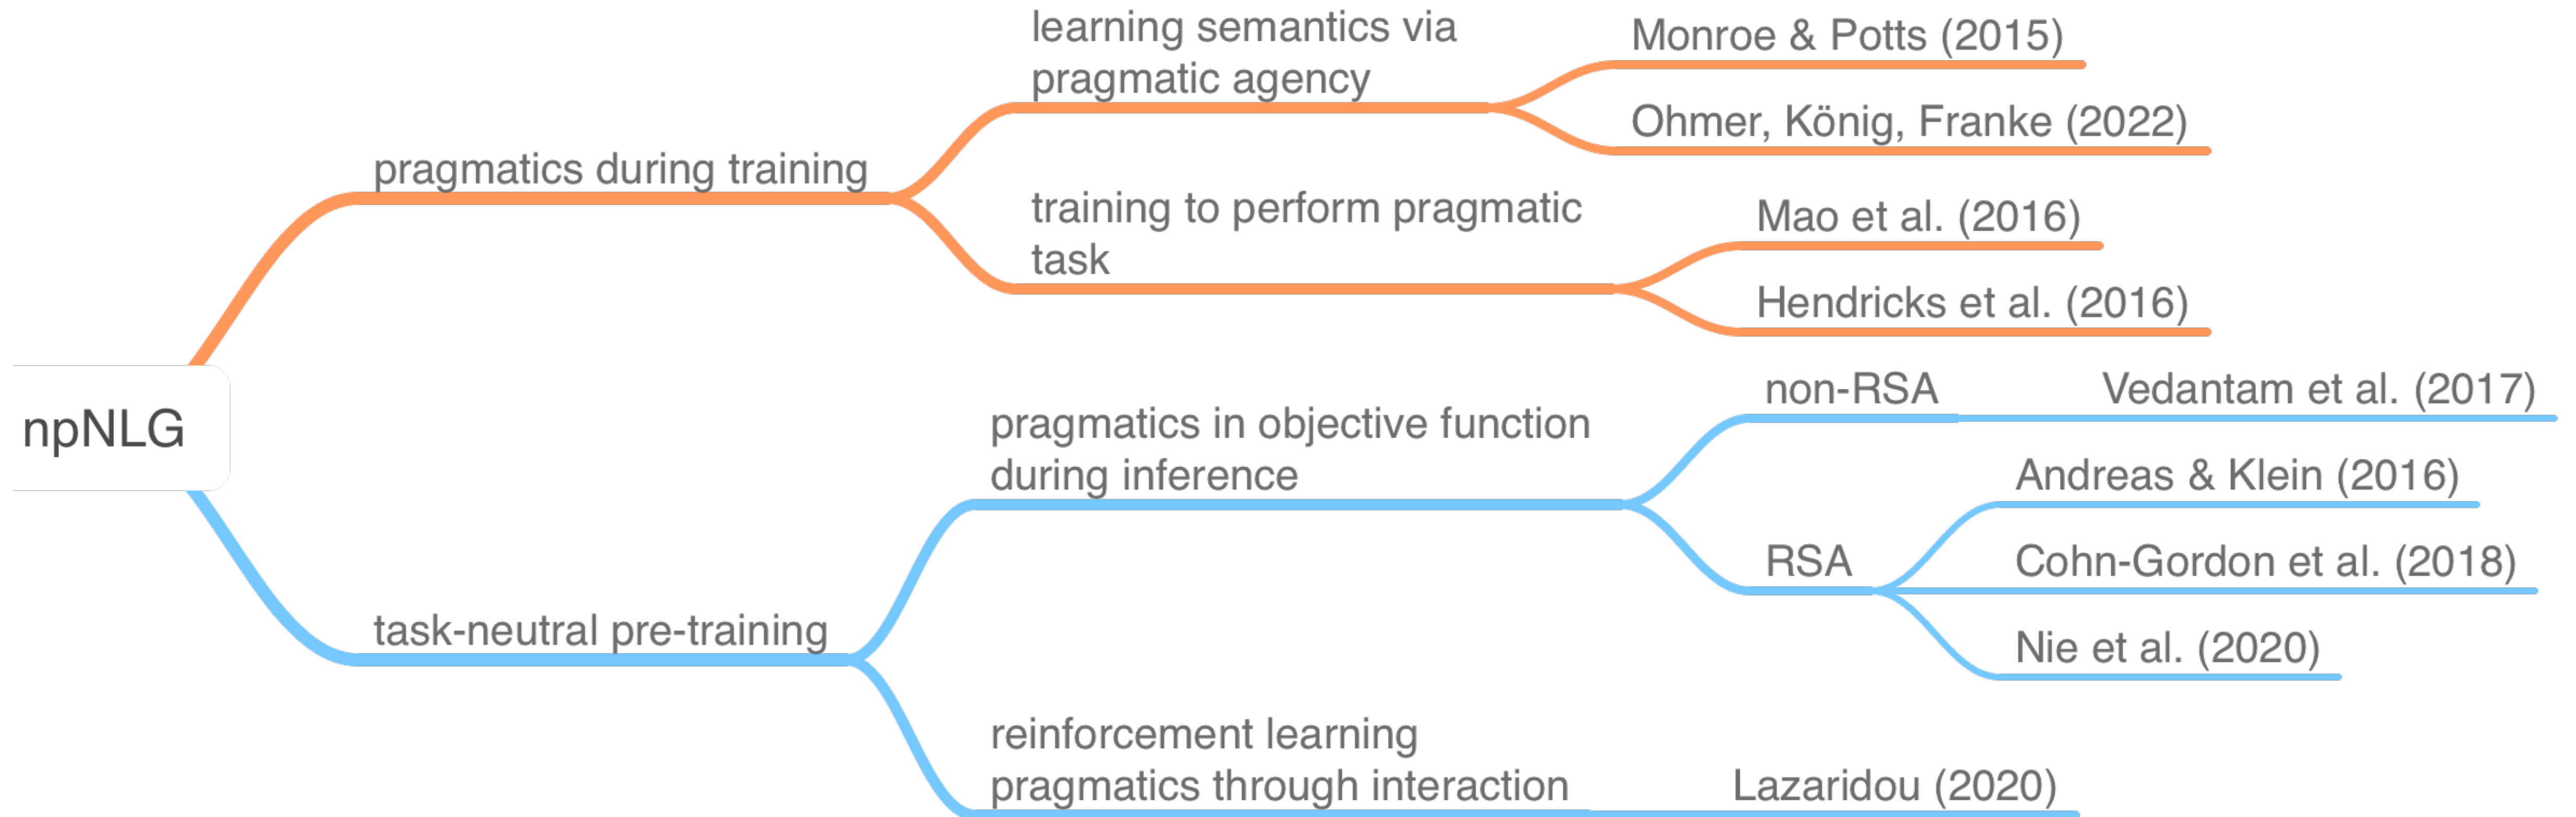 learning semantics via
pragmatic agency
Monroe & Potts (2015)
Ohmer, König, Franke (2022)
pragmatics during training
training to perform pragmatic
task
Mao et al. (2016)
Hendricks et al. (2016)
npNLG
pragmatics in objective function
during inference
non-RSA
Vedantam et al. (2017)
RSA
Andreas & Klein (2016)
Cohn-Gordon et al. (2018)
Nie et al. (2020)
task-neutral pre-training
reinforcement learning
pragmatics through interaction
Lazaridou (2020)